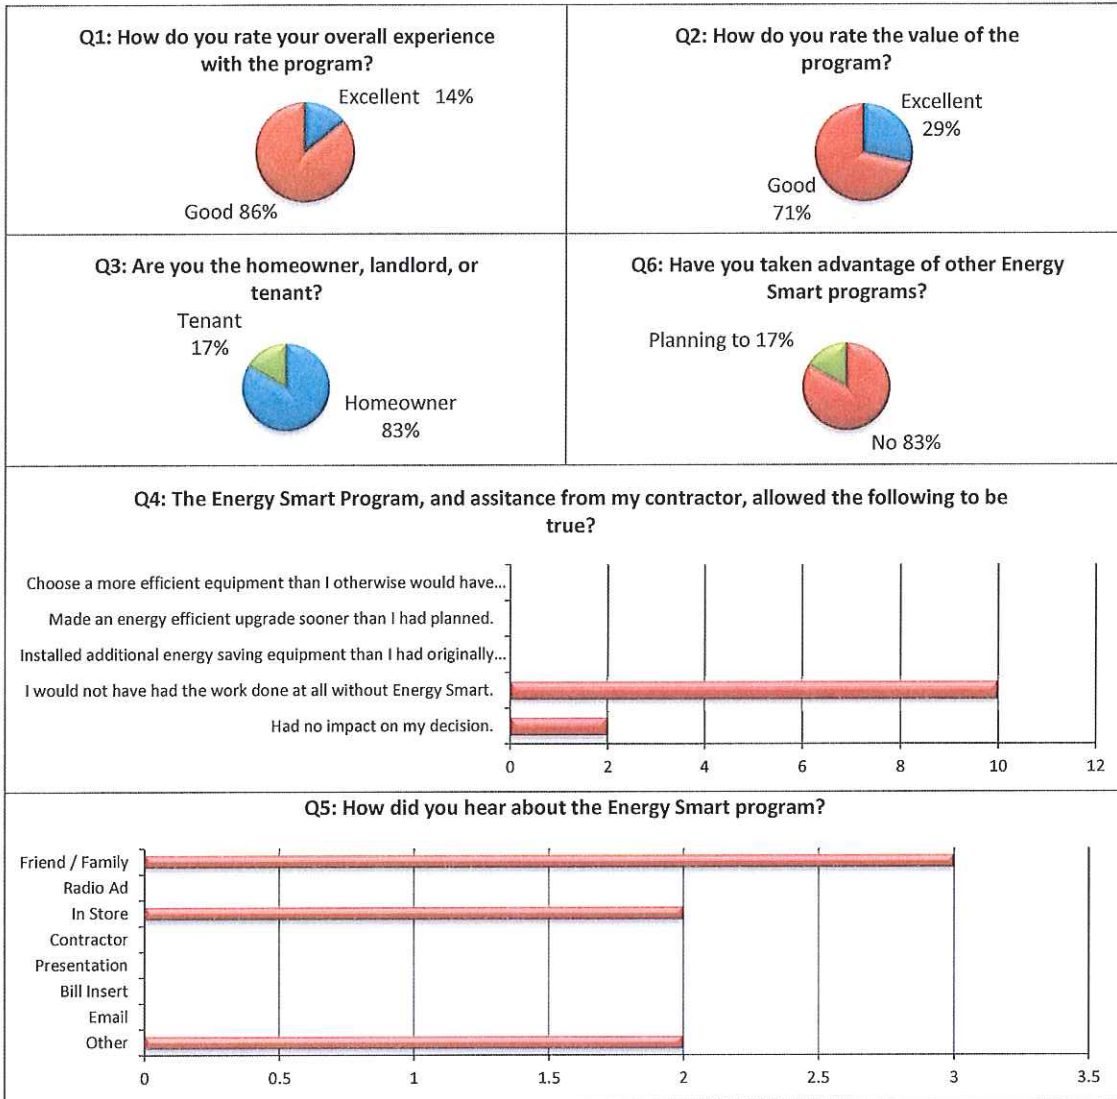 Q1: How do you rate your overall experience
with the program?
Excellent 14%
Good 86%
Q2: How do you rate the value of the
program?
Excellent
29%
Good
71%
Q3: Are you the homeowner, landlord, or
tenant?
Tenant
17%
Homeowner
83%
Q6: Have you taken advantage of other Energy
Smart programs?
Planning to 17%
No 83%
Q4: The Energy Smart Program, and assitance from my contractor, allowed the following to be
true?
Choose a more efficient equipment than I otherwise would have...
Made an energy efficient upgrade sooner than I had planned.
Installed additional energy saving equipment than I had originally...
I would not have had the work done at all without Energy Smart.
Had no impact on my decision.
0 2 4 6 8 10 12
Q5: How did you hear about the Energy Smart program?
Friend / Family
Radio Ad
In Store
Contractor
Presentation
Bill Insert
Email
Other
0 0.5 1 1.5 2 2.5 3 3.5